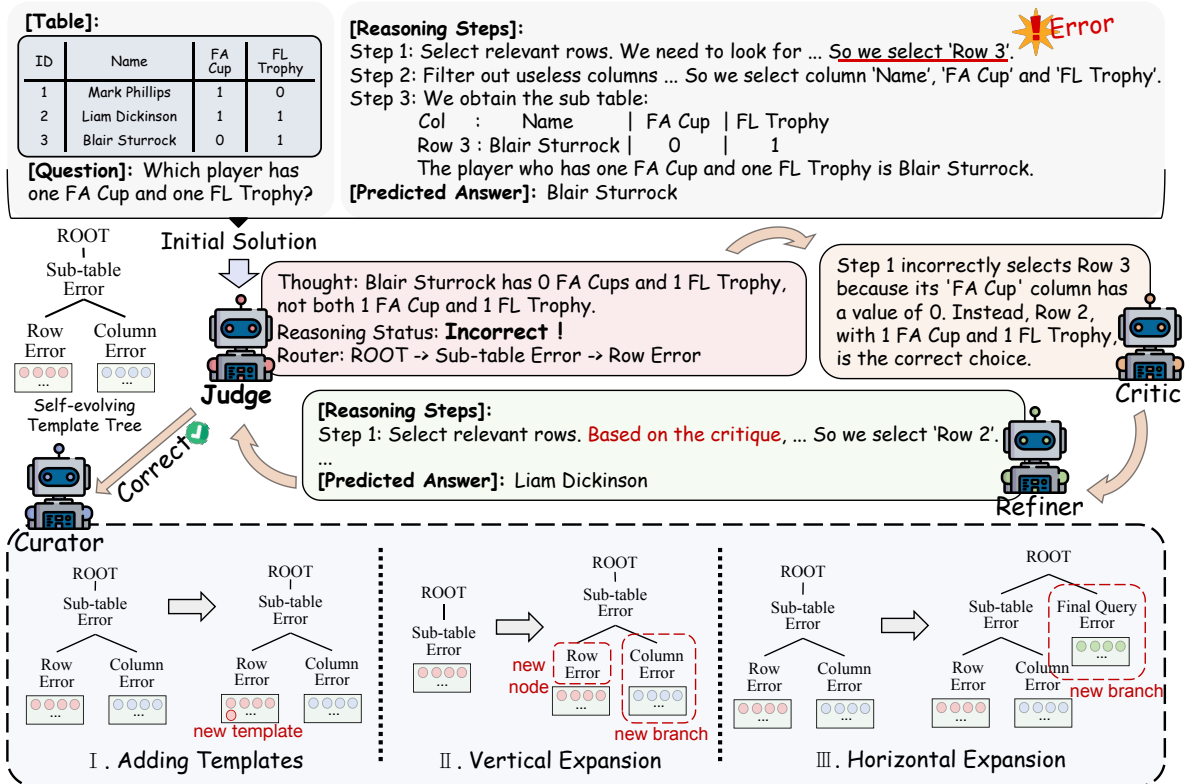 [Table]:
ID Name FA Cup FL Trophy
1 Mark Phillips 1 0
2 Liam Dickinson 1 1
3 Blair Sturrock 0 1
[Question]: Which player has
one FA Cup and one FL Trophy?
[Reasoning Steps]:
Error
Step 1: Select relevant rows. We need to look for ... So we select ‘Row 3’.
Step 2: Filter out useless columns ... So we select column ‘Name’, ‘FA Cup’ and ‘FL Trophy’.
Step 3: We obtain the sub table:
Col : Name | FA Cup | FL Trophy
Row 3 : Blair Sturrock | 0 | 1
The player who has one FA Cup and one FL Trophy is Blair Sturrock.
[Predicted Answer]: Blair Sturrock
Initial Solution
ROOT
Sub-table
Error
Row
Error
Column
Error
...
...
Self-evolving
Template Tree
Thought: Blair Sturrock has 0 FA Cups and 1 FL Trophy,
not both 1 FA Cup and 1 FL Trophy.
Reasoning Status: Incorrect !
Router: ROOT -> Sub-table Error -> Row Error
Judge
Step 1 incorrectly selects Row 3
because its 'FA Cup' column has
a value of 0. Instead, Row 2,
with 1 FA Cup and 1 FL Trophy,
is the correct choice.
Critic
[Reasoning Steps]:
Step 1: Select relevant rows. Based on the critique, ... So we select ‘Row 2’.
...
[Predicted Answer]: Liam Dickinson
Refiner
Correct
Curator
ROOT
Sub-table
Error
Row
Error
Column
Error
...
...
ROOT
Sub-table
Error
Row
Error
Column
Error
...
...
new template
I . Adding Templates
ROOT
Sub-table
Error
...
ROOT
Sub-table
Error
new
node
Row
Error
Column
Error
...
...
new branch
II . Vertical Expansion
ROOT
Sub-table
Error
Row
Error
Column
Error
...
...
ROOT
Sub-table
Error
Final Query
Error
...
Row
Error
Column
Error
...
...
new branch
III . Horizontal Expansion